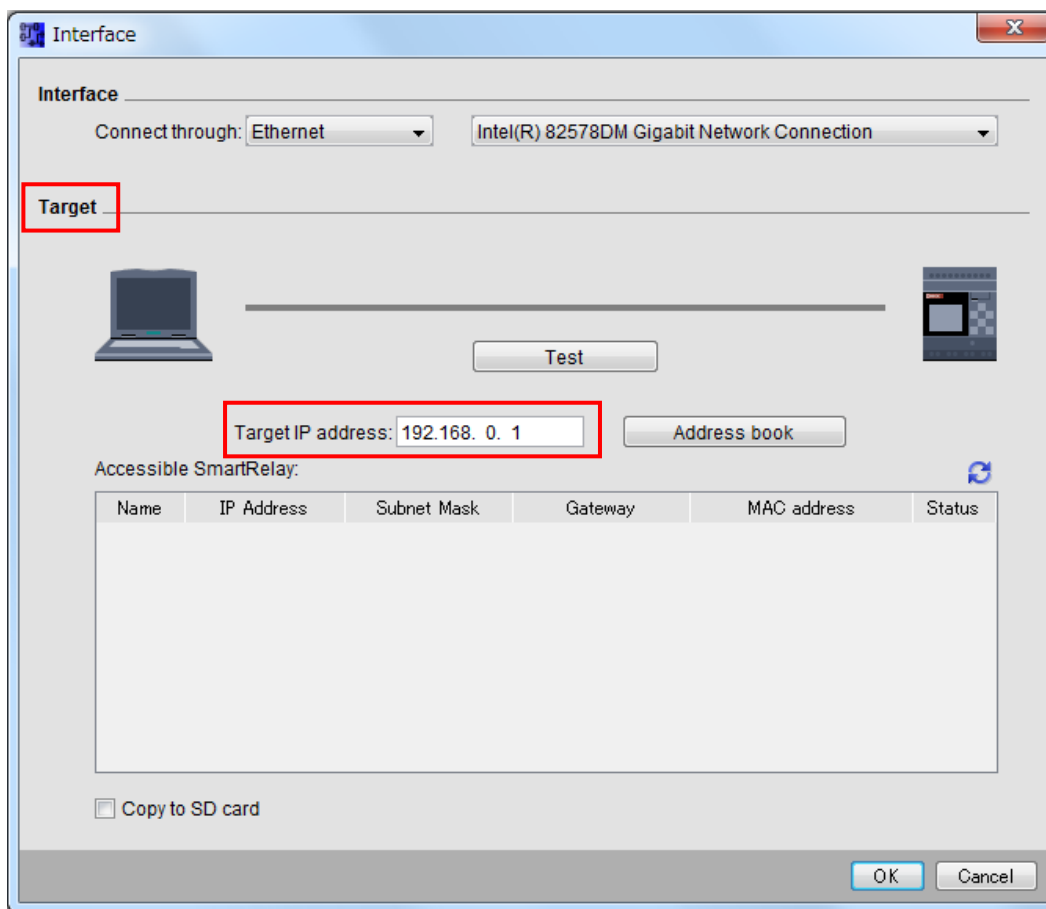 Interface
Interface
Connect through: Ethernet Intel(R) 82578DM Gigabit Network Connection
Target
Test
Target IP address: 192.168. 0. 1 Address book
Accessible SmartRelay:
Name IP Address Subnet Mask Gateway MAC address Status
Copy to SD card
OK Cancel